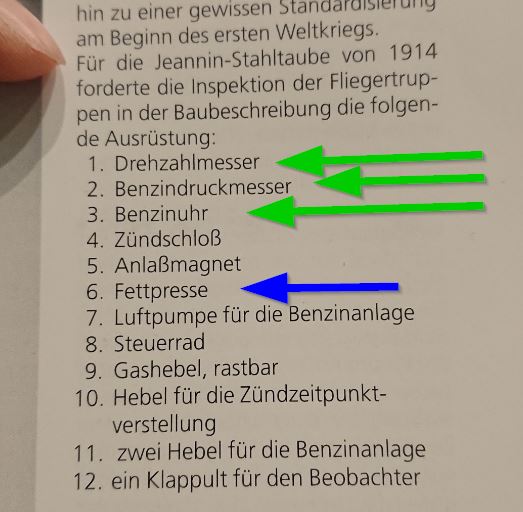 hin zu einer gewissen Standardisierung
am Beginn des ersten Weltkriegs.
Für die Jeannin-Stahltaube von 1914
forderte die Inspektion der Fliegertrup-
pen in der Baubeschreibung die folgen-
de Ausrüstung:
1. Drehzahlmesser
2. Benzindruckmesser
3. Benzinuhr
4. Zündschloß
5. Anlaßmagnet
6. Fettpresse
7. Luftpumpe für die Benzinanlage
8. Steuerrad
9. Gashebel, rastbar
10. Hebel für die Zündzeitpunkt-
verstellung
11. zwei Hebel für die Benzinanlage
12. ein Klappult für den Beobachter